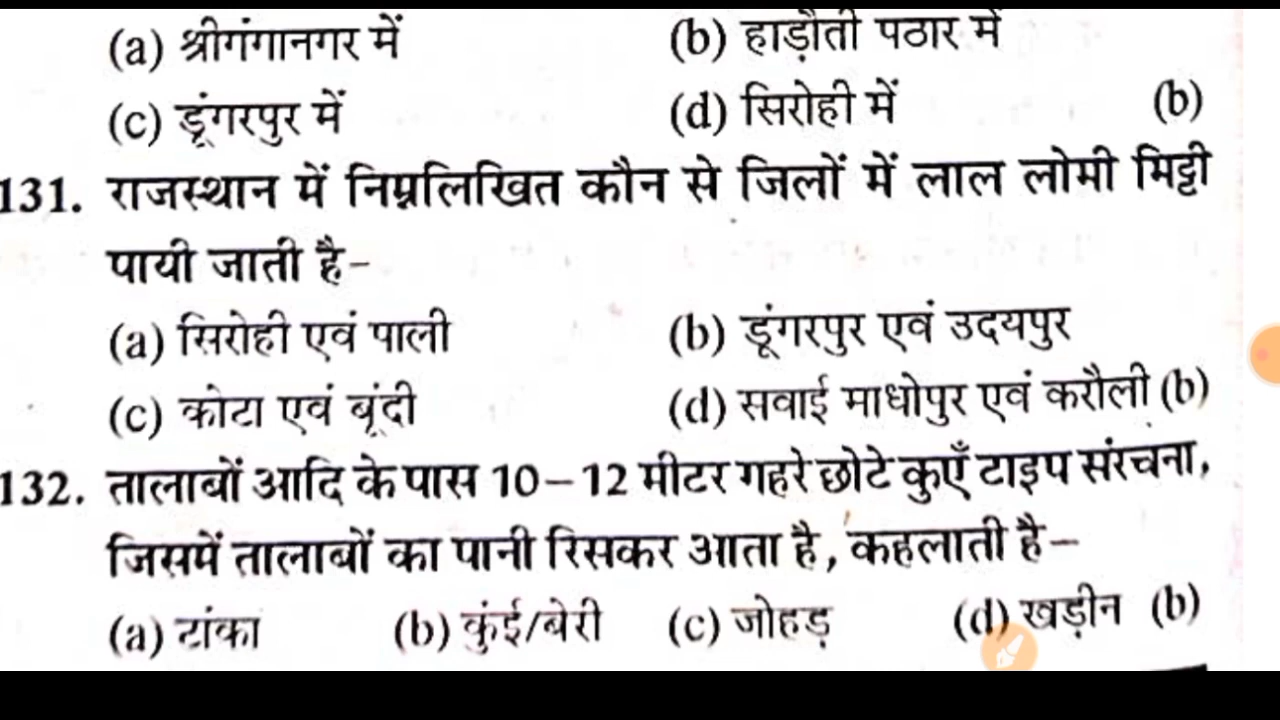 (a) श्रीगंगानगर में (b) हाड़ौती पठार में
(c) डूंगरपुर में (d) सिरोही में (b)
131. राजस्थान में निम्नलिखित कौन से जिलों में लाल लोमी मिट्टी
पायी जाती है-
(a) सिरोही एवं पाली (b) डूंगरपुर एवं उदयपुर
(c) कोटा एवं बूंदी (d) सवाई माधोपुर एवं करौली (b)
132. तालाबों आदि के पास 10-12 मीटर गहरे छोटे कुएँ टाइप संरचना,
जिसमें तालाबों का पानी रिसकर आता है, कहलाती है-
(a) टांका (b) कुंई/बेरी (c) जोहड़ (d) खड़ीन (b)